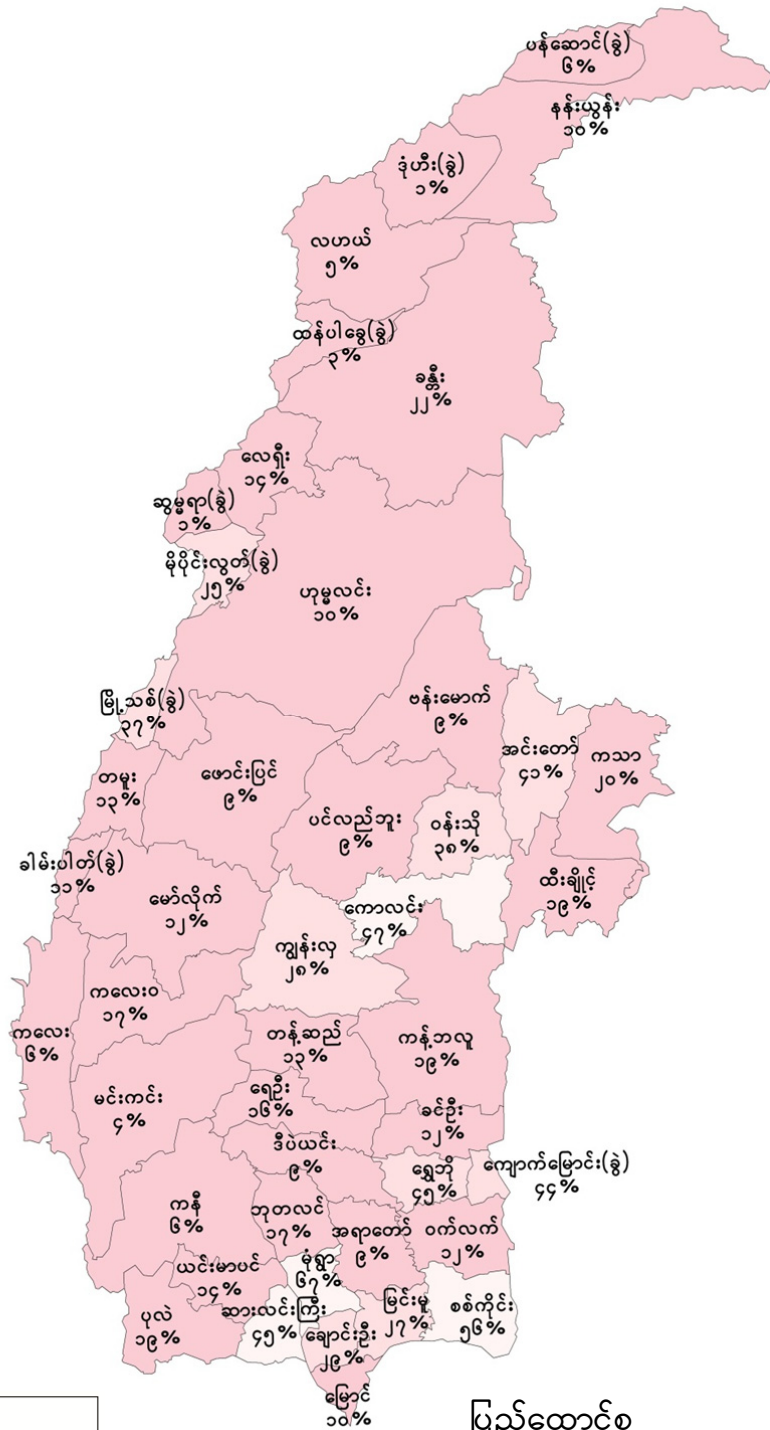 ပန်ဆောင်(ခွဲ)
၆%
နန်းယွန်း
၁၀%
ဒုံဟီး(ခွဲ)
၁%
လဟယ်
၅%
ထန်ပါခွေ(ခွဲ)
၃%
ခန္တီး
၂၂%
လေရှီး
၁၄%
ဆွမ္မရာ(ခွဲ)
၁%
မိုပိုင်းလွတ်(ခွဲ)
၂၅%
ဟုမ္မလင်း
၁၀%
မြို့သစ်(ခွဲ)
၃၇%
ဗန်းမောက်
၉%
အင်းတော်
၄၁%
ကသာ
၂၀%
တမူး
၁၃%
ဖောင်းပြင်
၉%
ပင်လည်ဘူး
၉%
ဝန်းသို
၃၈%
ခါမ်းပါတ်(ခွဲ)
၁၁%
မော်လိုက်
၁၂%
ကောလင်း
၄၇%
ထီးချိုင့်
၁၉%
ကျွန်းလှ
၂၈%
ကလေးဝ
၁၇%
ကလေး
၆%
တန့်ဆည်
၁၃%
ကန့်ဘလူ
၁၉%
မင်းကင်း
၄%
ရေဦး
၁၆%
ခင်ဦး
၁၂%
ဒီပဲယင်း
၉%
ရွှေဘို
၄၅%
ကျောက်မြောင်း(ခွဲ)
၄၄%
ကနီ
၆%
ဘုတလင်
၁၇%
အရာတော်
၉%
ဝက်လက်
၁၂%
ယင်းမာပင်
၁၄%
မုံရွာ
၆၇%
ပုလဲ
၁၉%
ဆားလင်းကြီး
၄၅%
မြင်းမူ
၂၇%
စစ်ကိုင်း
၅၆%
ချောင်းဦး
၂၉%
မြောင်
၁၀%
ပြည်ထောင်စု